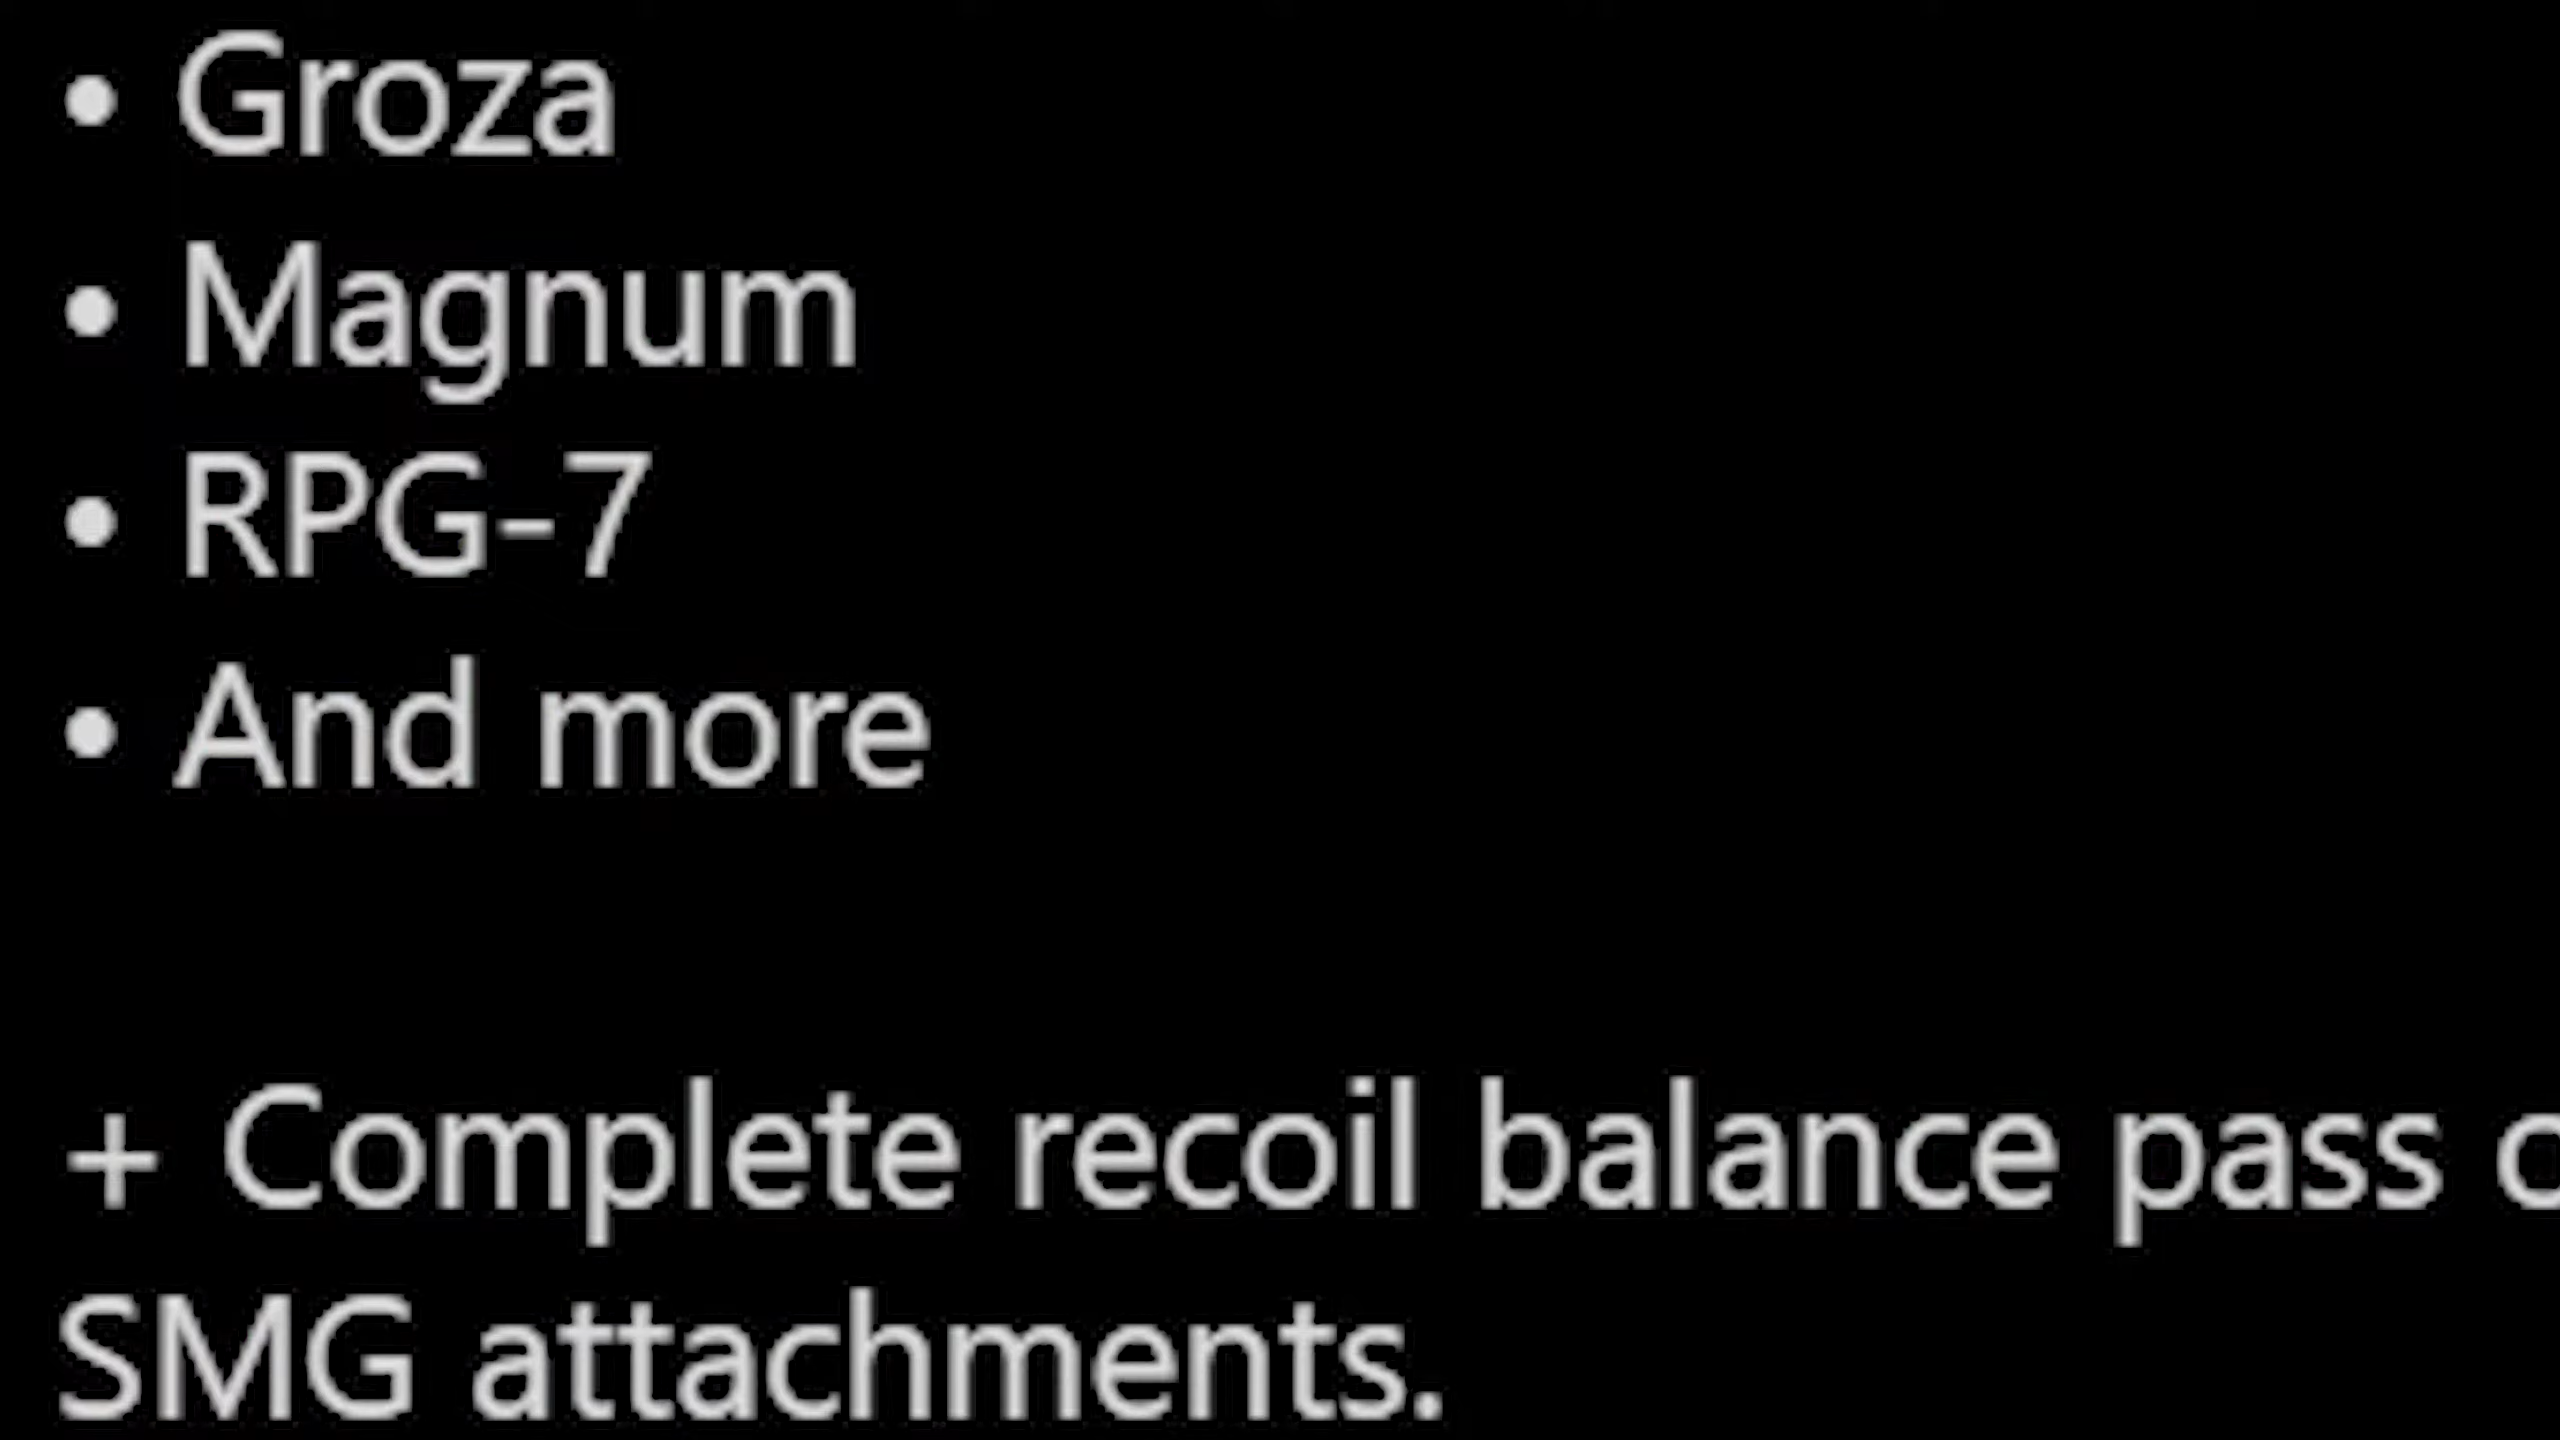 • Groza
• Magnum
• RPG-7
• And more
+ Complete recoil balance pass
SMG attachments.